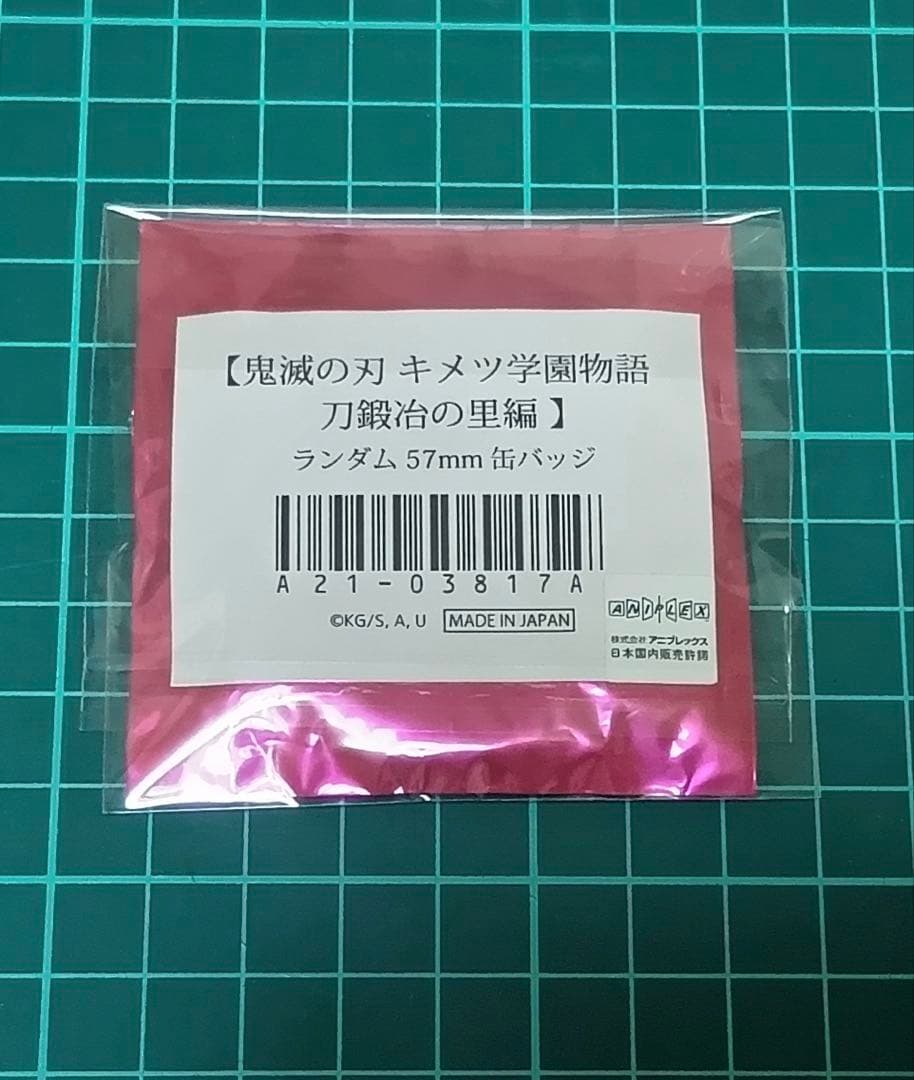 【鬼滅の刃 キメツ学園物語
刀鍛冶の里編】
ランダム 57mm 缶バッジ
A21-03817A
©KG/S, A, U MADE IN JAPAN
ANIPLEX
株式会社アニプレックス
日本国内販売許諾